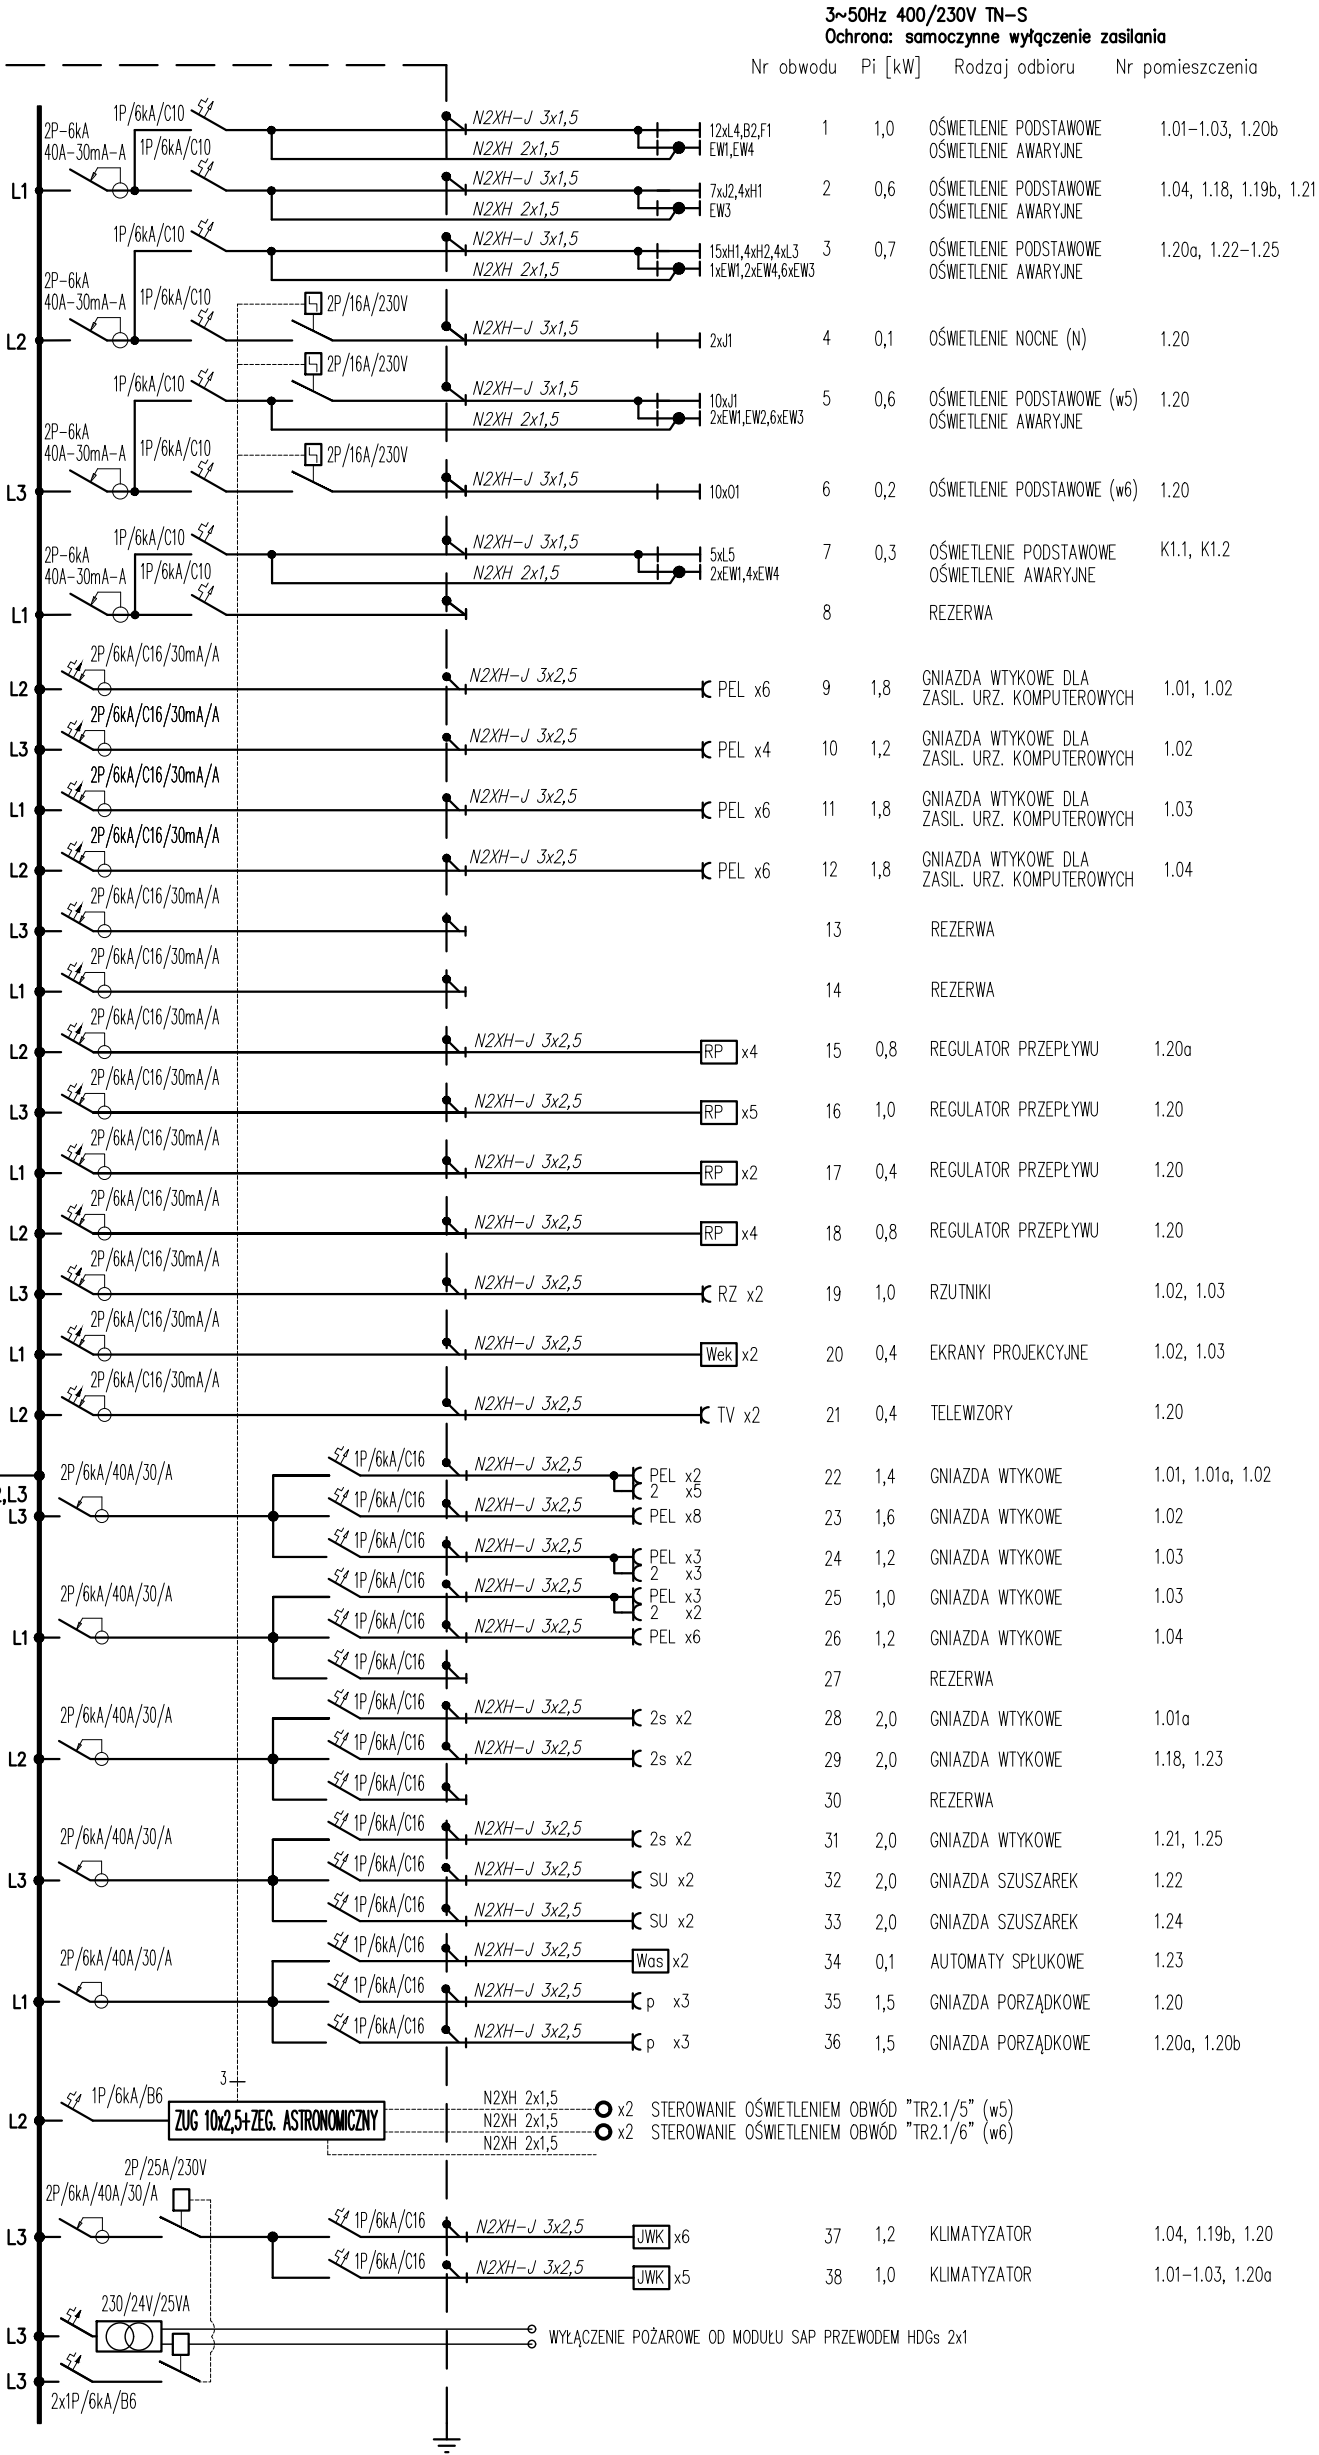 3~50Hz 400/230V TN-S
Ochrona: samoczynne wyłączenie zasilania
Nr obwodu Pi [kW] Rodzaj odbioru Nr pomieszczenia
1P/6kA/C10 N2XH-J 3x1,5
2P-6kA 12xL4,B2,F1 1 1,0 OŚWIETLENIE PODSTAWOWE 1.01-1.03, 1.20b
40A-30mA-A 1P/6kA/C10 N2XH 2x1,5 EW1,EW4 OŚWIETLENIE AWARYJNE
N2XH-J 3x1,5
L1 7xJ2,4xH1 2 0,6 OŚWIETLENIE PODSTAWOWE 1.04, 1.18, 1.19b, 1.21
N2XH 2x1,5 EW3 OŚWIETLENIE AWARYJNE
1P/6kA/C10 N2XH-J 3x1,5
15xH1,4xH2,4xL3 3 0,7 OŚWIETLENIE PODSTAWOWE 1.20a, 1.22-1.25
2P-6kA N2XH 2x1,5 1xEW1,2xEW4,6xEW3 OŚWIETLENIE AWARYJNE
40A-30mA-A 1P/6kA/C10 2P/16A/230V
N2XH-J 3x1,5
L2 2xJ1 4 0,1 OŚWIETLENIE NOCNE (N) 1.20
2P/16A/230V
1P/6kA/C10 N2XH-J 3x1,5
10xJ1 5 0,6 OŚWIETLENIE PODSTAWOWE (w5) 1.20
2P-6kA N2XH 2x1,5 2xEW1,EW2,6xEW3 OŚWIETLENIE AWARYJNE
40A-30mA-A 1P/6kA/C10 2P/16A/230V
N2XH-J 3x1,5
L3 10xO1 6 0,2 OŚWIETLENIE PODSTAWOWE (w6) 1.20
1P/6kA/C10 N2XH-J 3x1,5
2P-6kA 5xL5 7 0,3 OŚWIETLENIE PODSTAWOWE K1.1, K1.2
40A-30mA-A 1P/6kA/C10 N2XH 2x1,5 2xEW1,4xEW4 OŚWIETLENIE AWARYJNE
L1 8 REZERWA
2P/6kA/C16/30mA/A N2XH-J 3x2,5 GNIAZDA WTYKOWE DLA
L2 PEL x6 9 1,8 ZASIL. URZ. KOMPUTEROWYCH 1.01, 1.02
2P/6kA/C16/30mA/A N2XH-J 3x2,5 GNIAZDA WTYKOWE DLA
L3 PEL x4 10 1,2 ZASIL. URZ. KOMPUTEROWYCH 1.02
2P/6kA/C16/30mA/A N2XH-J 3x2,5 GNIAZDA WTYKOWE DLA
L1 PEL x6 11 1,8 ZASIL. URZ. KOMPUTEROWYCH 1.03
2P/6kA/C16/30mA/A N2XH-J 3x2,5 GNIAZDA WTYKOWE DLA
L2 PEL x6 12 1,8 ZASIL. URZ. KOMPUTEROWYCH 1.04
2P/6kA/C16/30mA/A
L3 13 REZERWA
2P/6kA/C16/30mA/A
L1 14 REZERWA
2P/6kA/C16/30mA/A N2XH-J 3x2,5
L2 RP x4 15 0,8 REGULATOR PRZEPŁYWU 1.20a
2P/6kA/C16/30mA/A N2XH-J 3x2,5
L3 RP x5 16 1,0 REGULATOR PRZEPŁYWU 1.20
2P/6kA/C16/30mA/A N2XH-J 3x2,5
L1 RP x2 17 0,4 REGULATOR PRZEPŁYWU 1.20
2P/6kA/C16/30mA/A N2XH-J 3x2,5
L2 RP x4 18 0,8 REGULATOR PRZEPŁYWU 1.20
2P/6kA/C16/30mA/A N2XH-J 3x2,5
L3 RZ x2 19 1,0 RZUTNIKI 1.02, 1.03
2P/6kA/C16/30mA/A N2XH-J 3x2,5
L1 Wek x2 20 0,4 EKRANY PROJEKCYJNE 1.02, 1.03
2P/6kA/C16/30mA/A N2XH-J 3x2,5
L2 TV x2 21 0,4 TELEWIZORY 1.20
1P/6kA/C16 N2XH-J 3x2,5
2P/6kA/40A/30/A PEL x2 22 1,4 GNIAZDA WTYKOWE 1.01, 1.01a, 1.02
2,L3 2 x5
1P/6kA/C16 N2XH-J 3x2,5
L3 PEL x8 23 1,6 GNIAZDA WTYKOWE 1.02
1P/6kA/C16 N2XH-J 3x2,5
PEL x3 24 1,2 GNIAZDA WTYKOWE 1.03
2 x3
1P/6kA/C16 N2XH-J 3x2,5
2P/6kA/40A/30/A PEL x3 25 1,0 GNIAZDA WTYKOWE 1.03
2 x2
1P/6kA/C16 N2XH-J 3x2,5
L1 PEL x6 26 1,2 GNIAZDA WTYKOWE 1.04
1P/6kA/C16
27 REZERWA
1P/6kA/C16 N2XH-J 3x2,5
2P/6kA/40A/30/A 2s x2 28 2,0 GNIAZDA WTYKOWE 1.01a
1P/6kA/C16 N2XH-J 3x2,5
L2 2s x2 29 2,0 GNIAZDA WTYKOWE 1.18, 1.23
1P/6kA/C16
30 REZERWA
1P/6kA/C16 N2XH-J 3x2,5
2P/6kA/40A/30/A 2s x2 31 2,0 GNIAZDA WTYKOWE 1.21, 1.25
1P/6kA/C16 N2XH-J 3x2,5
L3 SU x2 32 2,0 GNIAZDA SZUSZAREK 1.22
1P/6kA/C16 N2XH-J 3x2,5
SU x2 33 2,0 GNIAZDA SZUSZAREK 1.24
1P/6kA/C16 N2XH-J 3x2,5
2P/6kA/40A/30/A Was x2 34 0,1 AUTOMATY SPŁUKOWE 1.23
1P/6kA/C16 N2XH-J 3x2,5
L1 p x3 35 1,5 GNIAZDA PORZĄDKOWE 1.20
1P/6kA/C16 N2XH-J 3x2,5
p x3 36 1,5 GNIAZDA PORZĄDKOWE 1.20a, 1.20b
3
1P/6kA/B6 N2XH 2x1,5 x2 STEROWANIE OŚWIETLENIEM OBWÓD "TR2.1/5" (w5)
L2 ZUG 10x2,5+ZEG. ASTRONOMICZNY N2XH 2x1,5 x2 STEROWANIE OŚWIETLENIEM OBWÓD "TR2.1/6" (w6)
N2XH 2x1,5
2P/25A/230V
2P/6kA/40A/30/A
1P/6kA/C16 N2XH-J 3x2,5
L3 JWK x6 37 1,2 KLIMATYZATOR 1.04, 1.19b, 1.20
1P/6kA/C16 N2XH-J 3x2,5
JWK x5 38 1,0 KLIMATYZATOR 1.01-1.03, 1.20a
230/24V/25VA
L3 WYŁĄCZENIE POŻAROWE OD MODUŁU SAP PRZEWODEM HDGs 2x1
L3
2x1P/6kA/B6